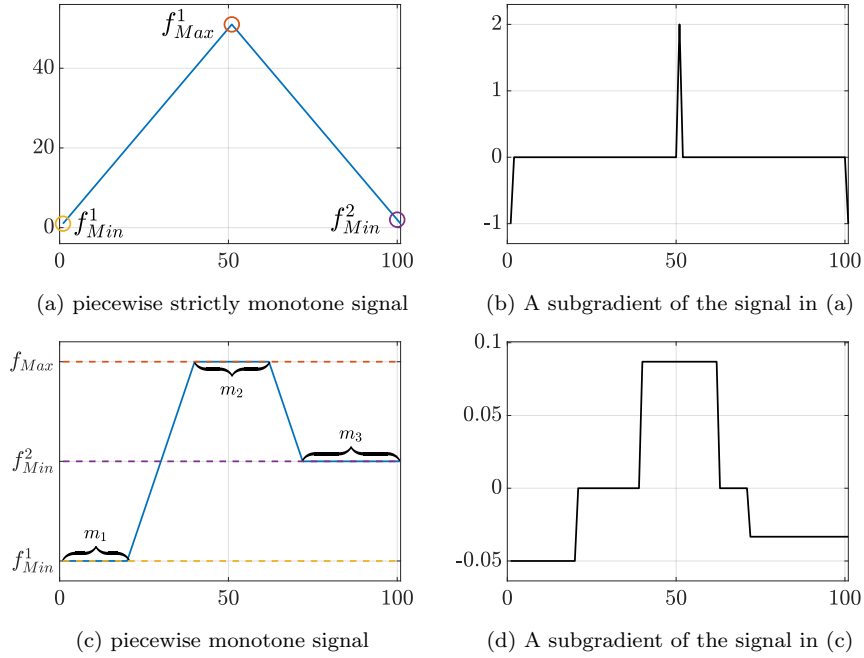 f^1_{Max}
40
20
0
f^1_{Min}
f^2_{Min}
0
50
100
(a) piecewise strictly monotone signal
2
1
0
-1
0
50
100
(b) A subgradient of the signal in (a)
f_{Max}
m_2
f^2_{Min}
m_3
m_1
f^1_{Min}
0
50
100
(c) piecewise monotone signal
0.1
0.05
0
-0.05
0
50
100
(d) A subgradient of the signal in (c)